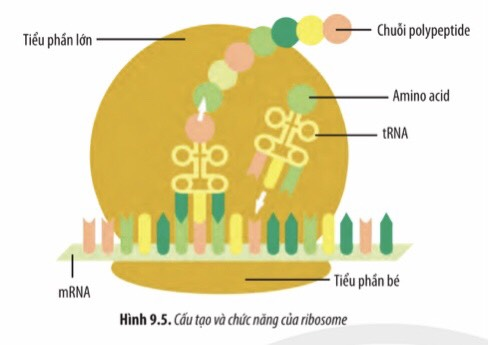 Tiểu phần lớn
Chuỗi polypeptide
Amino acid
tRNA
mRNA
Tiểu phần bé
Hình 9.5. Cấu tạo và chức năng của ribosome